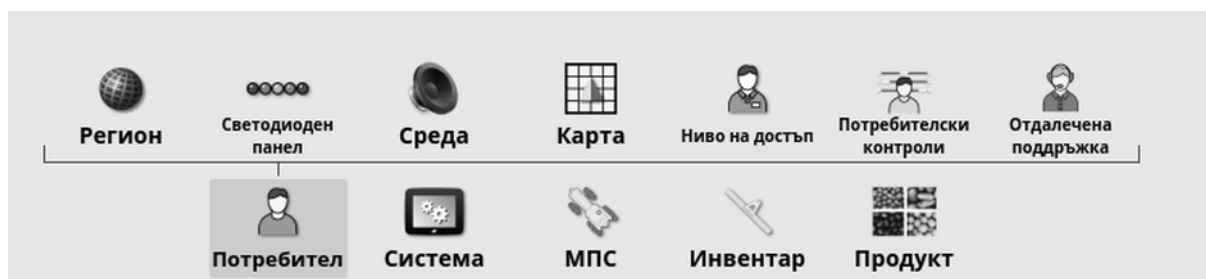 Регион
Светодиоден
панел
Среда
Карта
Ниво на достъп
Потребителски
контроли
Отдалечена
поддръжка
Потребител
Система
МПС
Инвентар
Продукт